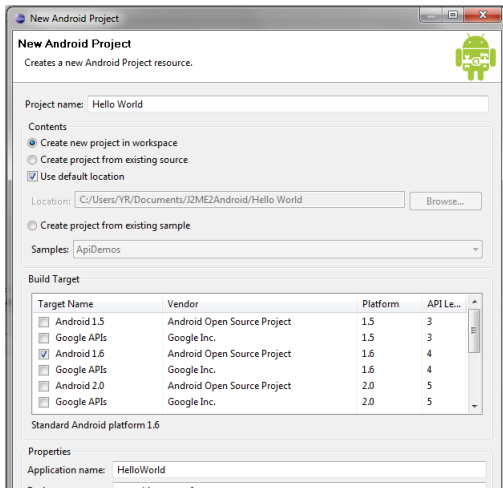 New Android Project
New Android Project
Creates a new Android Project resource.
Project name: Hello World
Contents
Create new project in workspace
Create project from existing source
Use default location
Location: C:/Users/YR/Documents/J2ME2Android/Hello World Browse...
Create project from existing sample
Samples: ApiDemos
Build Target
Target Name Vendor Platform API Le...
Android 1.5 Android Open Source Project 1.5 3
Google APIs Google Inc. 1.5 3
Android 1.6 Android Open Source Project 1.6 4
Google APIs Google Inc. 1.6 4
Android 2.0 Android Open Source Project 2.0 5
Google APIs Google Inc. 2.0 5
Standard Android platform 1.6
Properties
Application name: HelloWorld